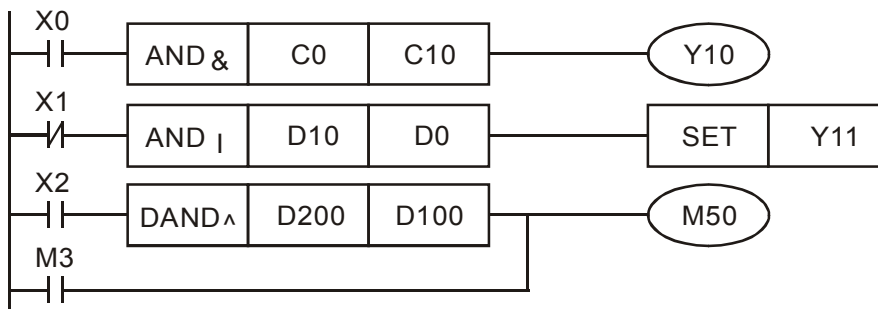 X0
AND & C0 C10 Y10
X1
AND | D10 D0 SET Y11
X2
DAND ^ D200 D100 M50
M3